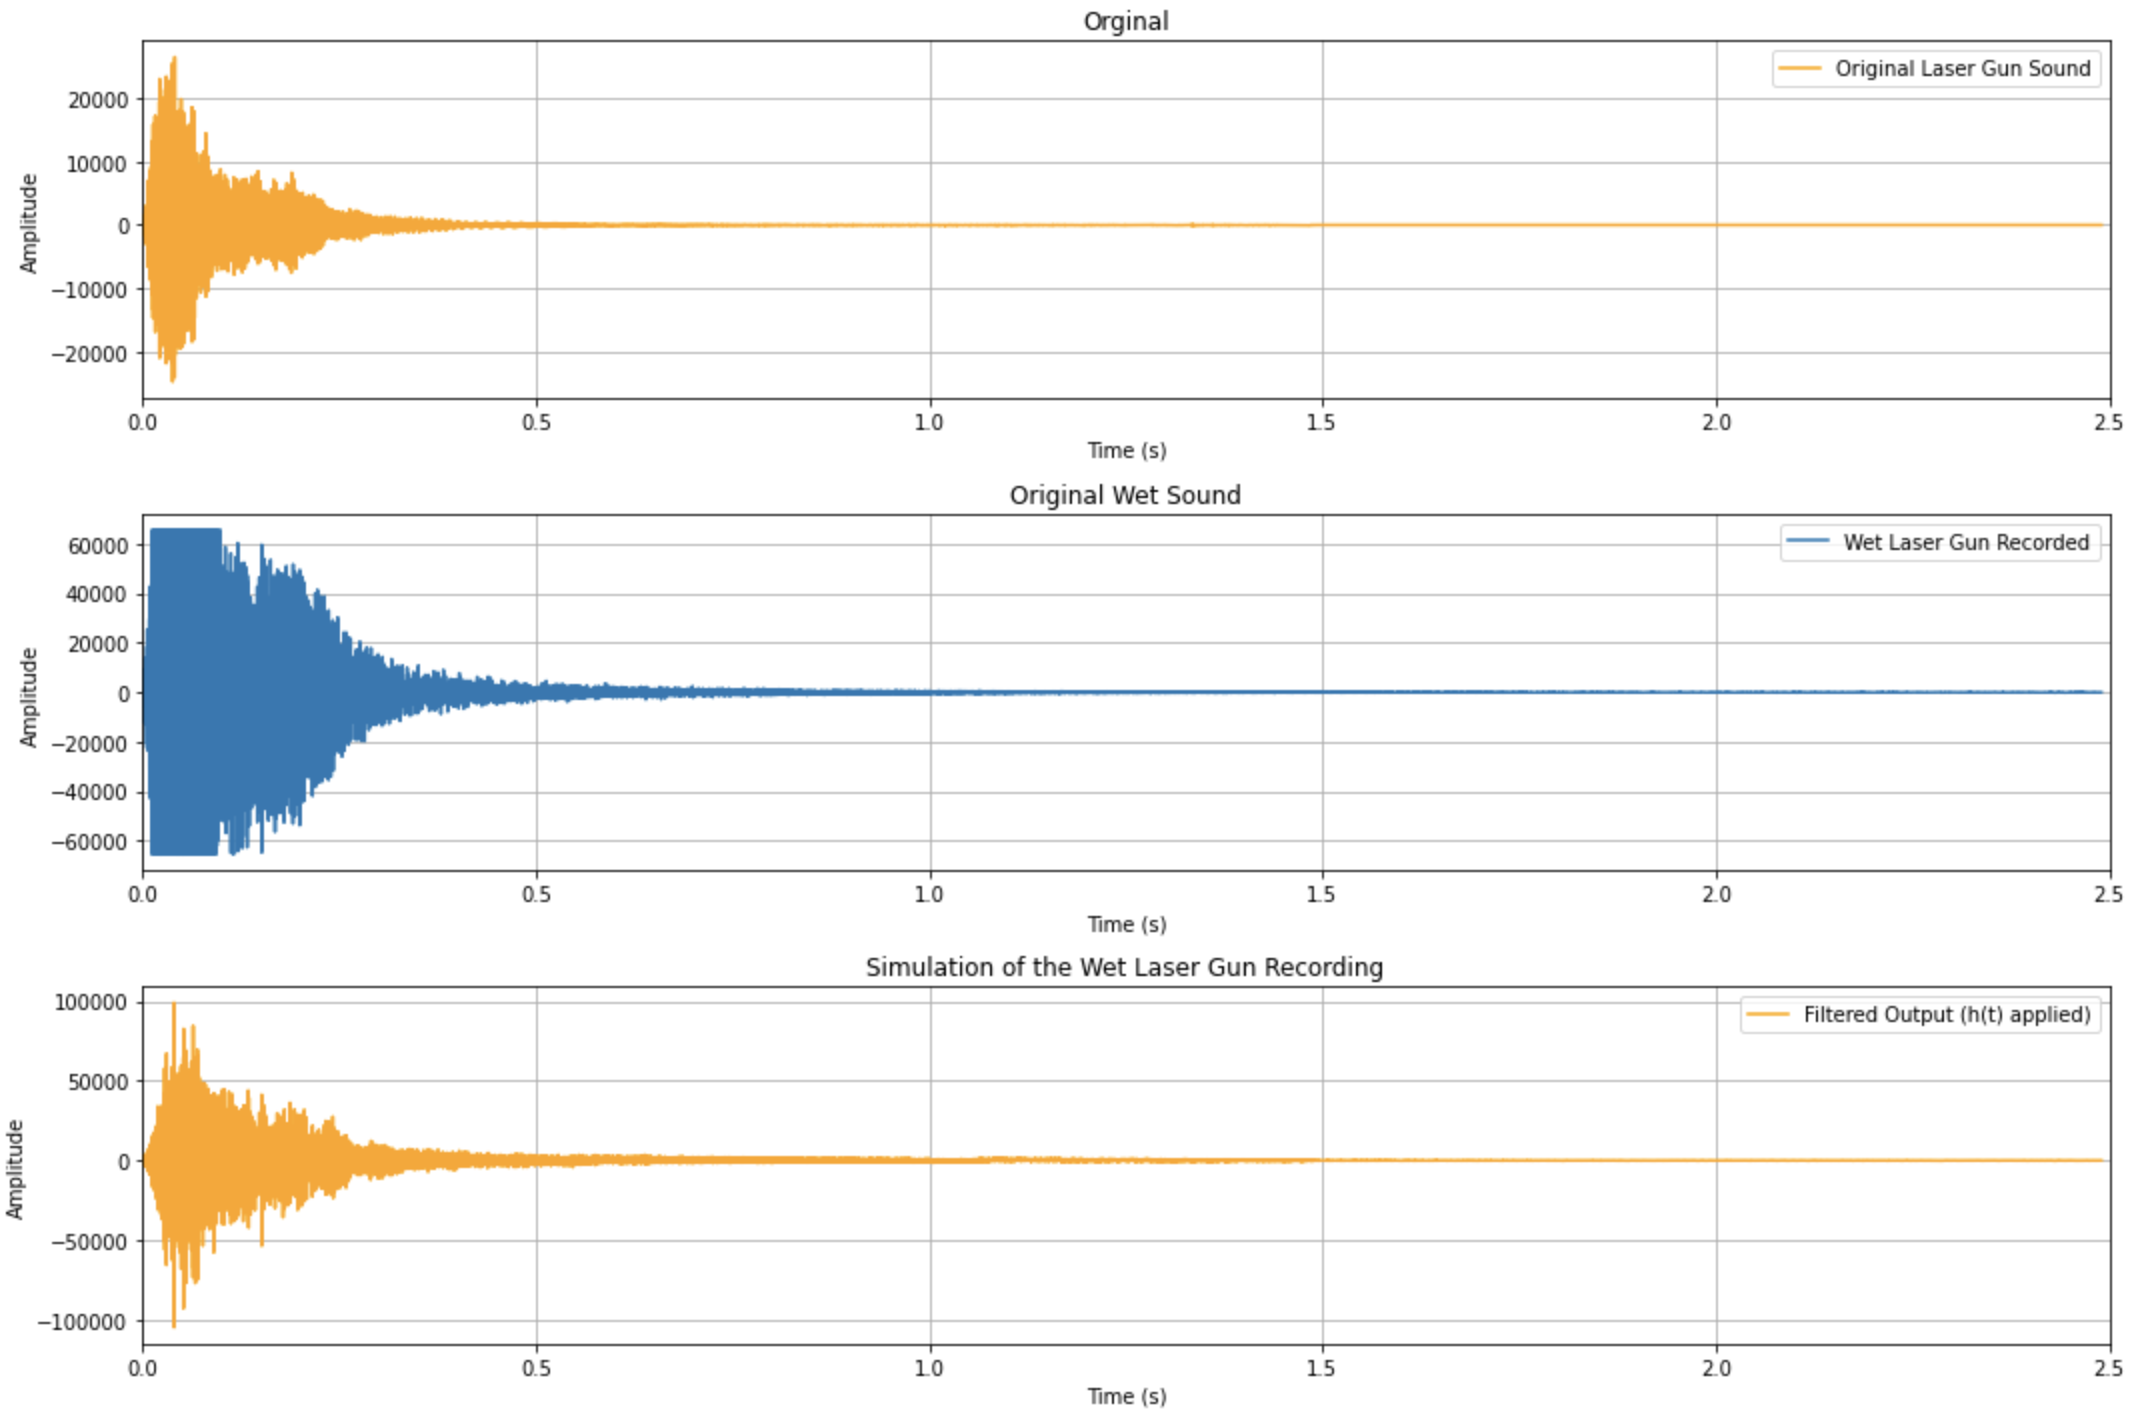 Orginal
Original Laser Gun Sound
20000
10000
0
−10000
−20000
Amplitude
0.0 0.5 1.0 1.5 2.0 2.5
Time (s)
Original Wet Sound
Wet Laser Gun Recorded
60000
40000
20000
0
−20000
−40000
−60000
Amplitude
0.0 0.5 1.0 1.5 2.0 2.5
Time (s)
Simulation of the Wet Laser Gun Recording
Filtered Output (h(t) applied)
100000
50000
0
−50000
−100000
Amplitude
0.0 0.5 1.0 1.5 2.0 2.5
Time (s)